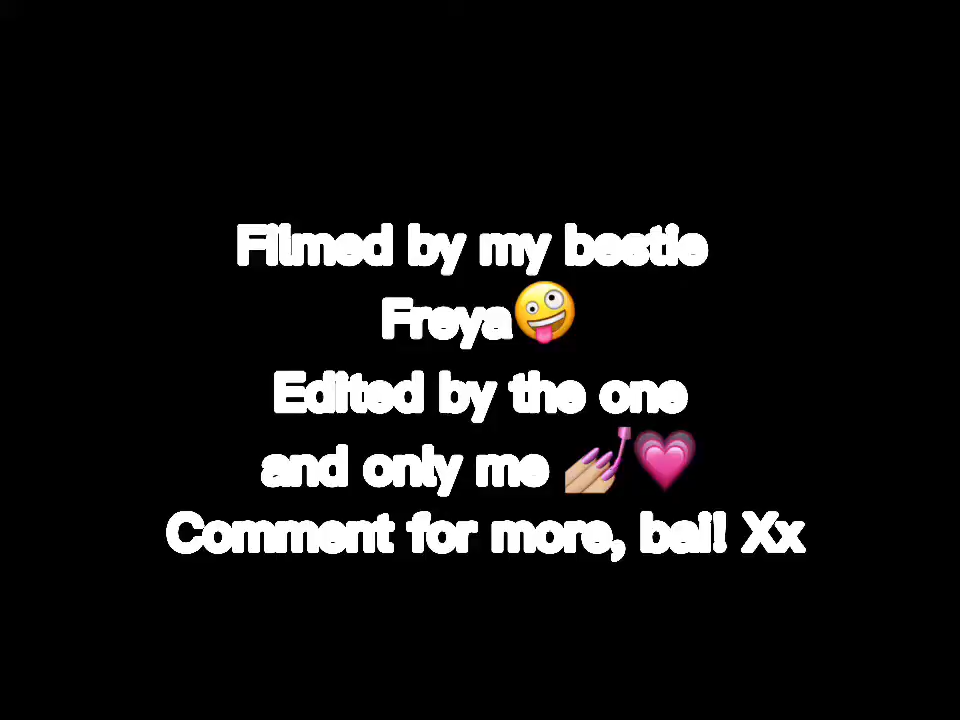 Filmed by my bestie
Freya🤪
Edited by the one
and only me 💅🏼💗
Comment for more, bai! Xx